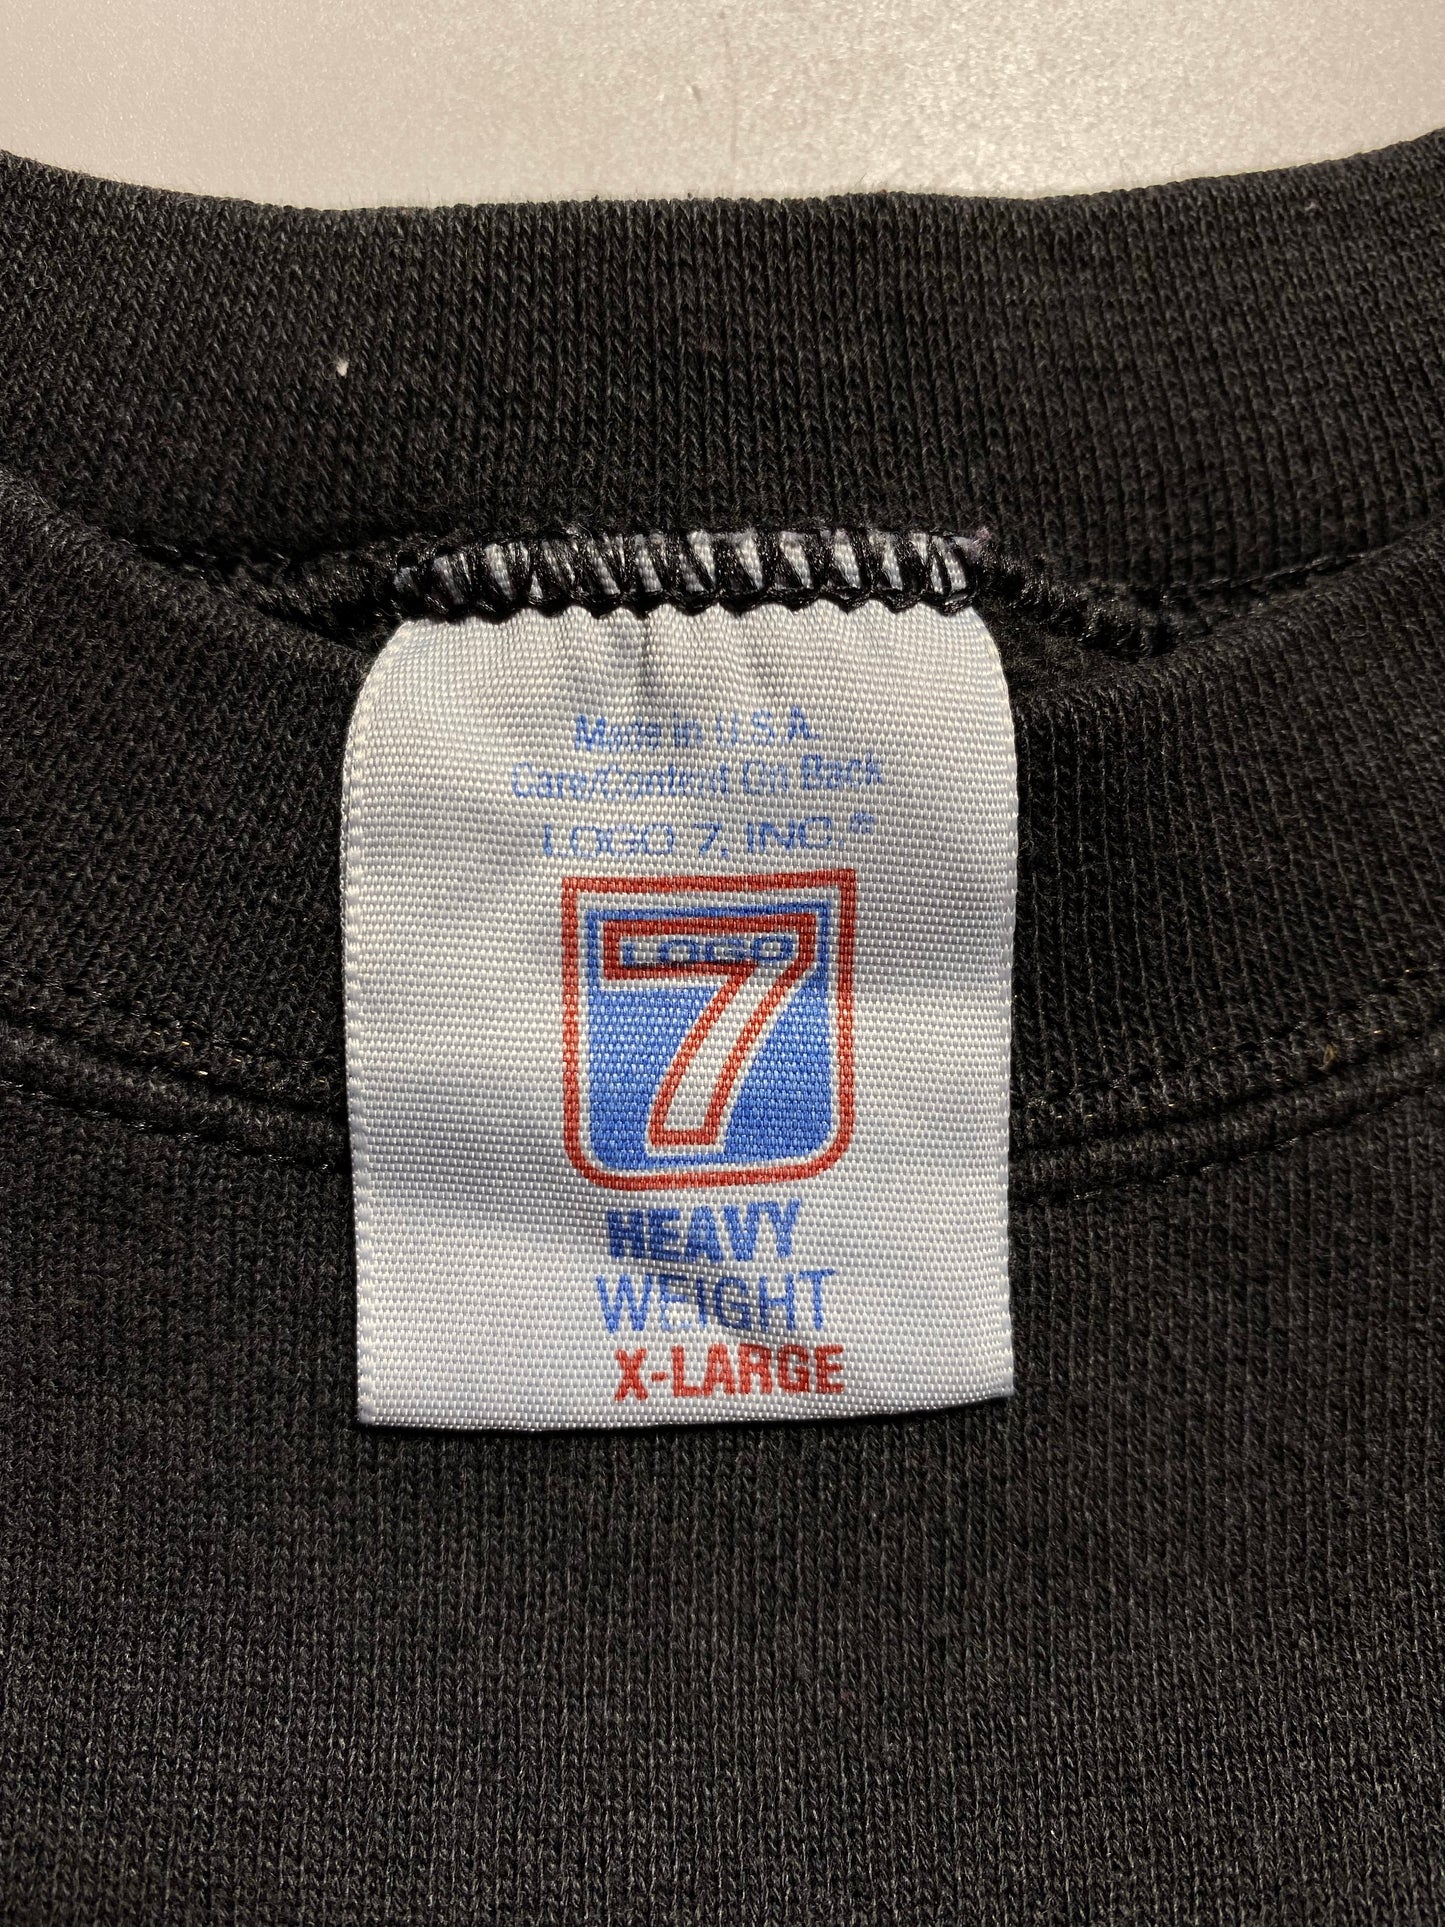 Made in U.S.A.
Care/Content On Back
LOGO 7, INC.®
LOGO
7
HEAVY
WEIGHT
X-LARGE